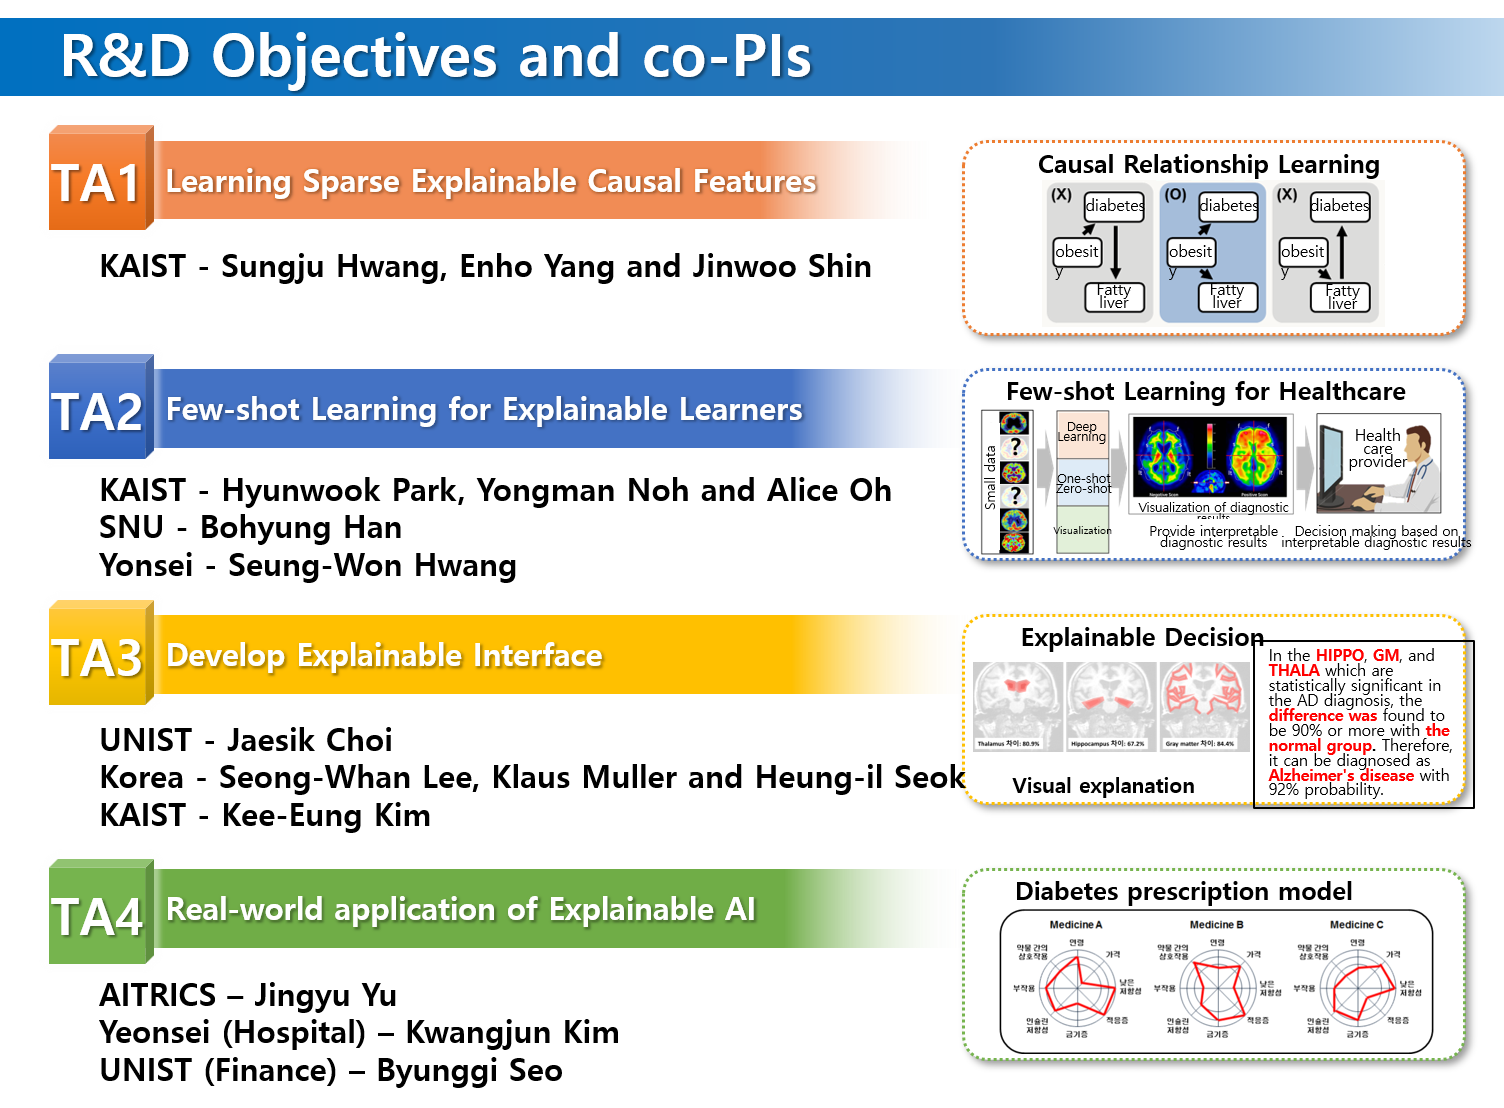 R&D Objectives and co-PIs
TA1
Learning Sparse Explainable Causal Features
KAIST - Sungju Hwang, Enho Yang and Jinwoo Shin
Causal Relationship Learning
(X)
diabetes
obesit
y
Fatty
liver
(O)
diabetes
obesit
y
Fatty
liver
(X)
diabetes
obesit
y
Fatty
liver
TA2
Few-shot Learning for Explainable Learners
KAIST - Hyunwook Park, Yongman Noh and Alice Oh
SNU - Bohyung Han
Yonsei - Seung-Won Hwang
Few-shot Learning for Healthcare
Small data
?
?
Deep
Learning
One-shot
Zero-shot
Visualization
Negative Scan
Positive Scan
Visualization of diagnostic
results
Provide interpretable
diagnostic results
Health
care
provider
Decision making based on
interpretable diagnostic results
TA3
Develop Explainable Interface
UNIST - Jaesik Choi
Korea - Seong-Whan Lee, Klaus Muller and Heung-il Seok
KAIST - Kee-Eung Kim
Explainable Decision
Thalamus 차이: 80.9%
Hippocampus 차이: 67.2%
Gray matter 차이: 84.4%
Visual explanation
In the HIPPO, GM, and
THALA which are
statistically significant in
the AD diagnosis, the
difference was found to
be 90% or more with the
normal group. Therefore,
it can be diagnosed as
Alzheimer's disease with
92% probability.
TA4
Real-world application of Explainable AI
AITRICS – Jingyu Yu
Yeonsei (Hospital) – Kwangjun Kim
UNIST (Finance) – Byunggi Seo
Diabetes prescription model
Medicine A
연령
가격
낮은
저항성
적응증
금기증
인슐린
저항성
부작용
약물 간의
상호작용
Medicine B
연령
가격
낮은
저항성
적응증
금기증
인슐린
저항성
부작용
약물 간의
상호작용
Medicine C
연령
가격
낮은
저항성
적응증
금기증
인슐린
저항성
부작용
약물 간의
상호작용